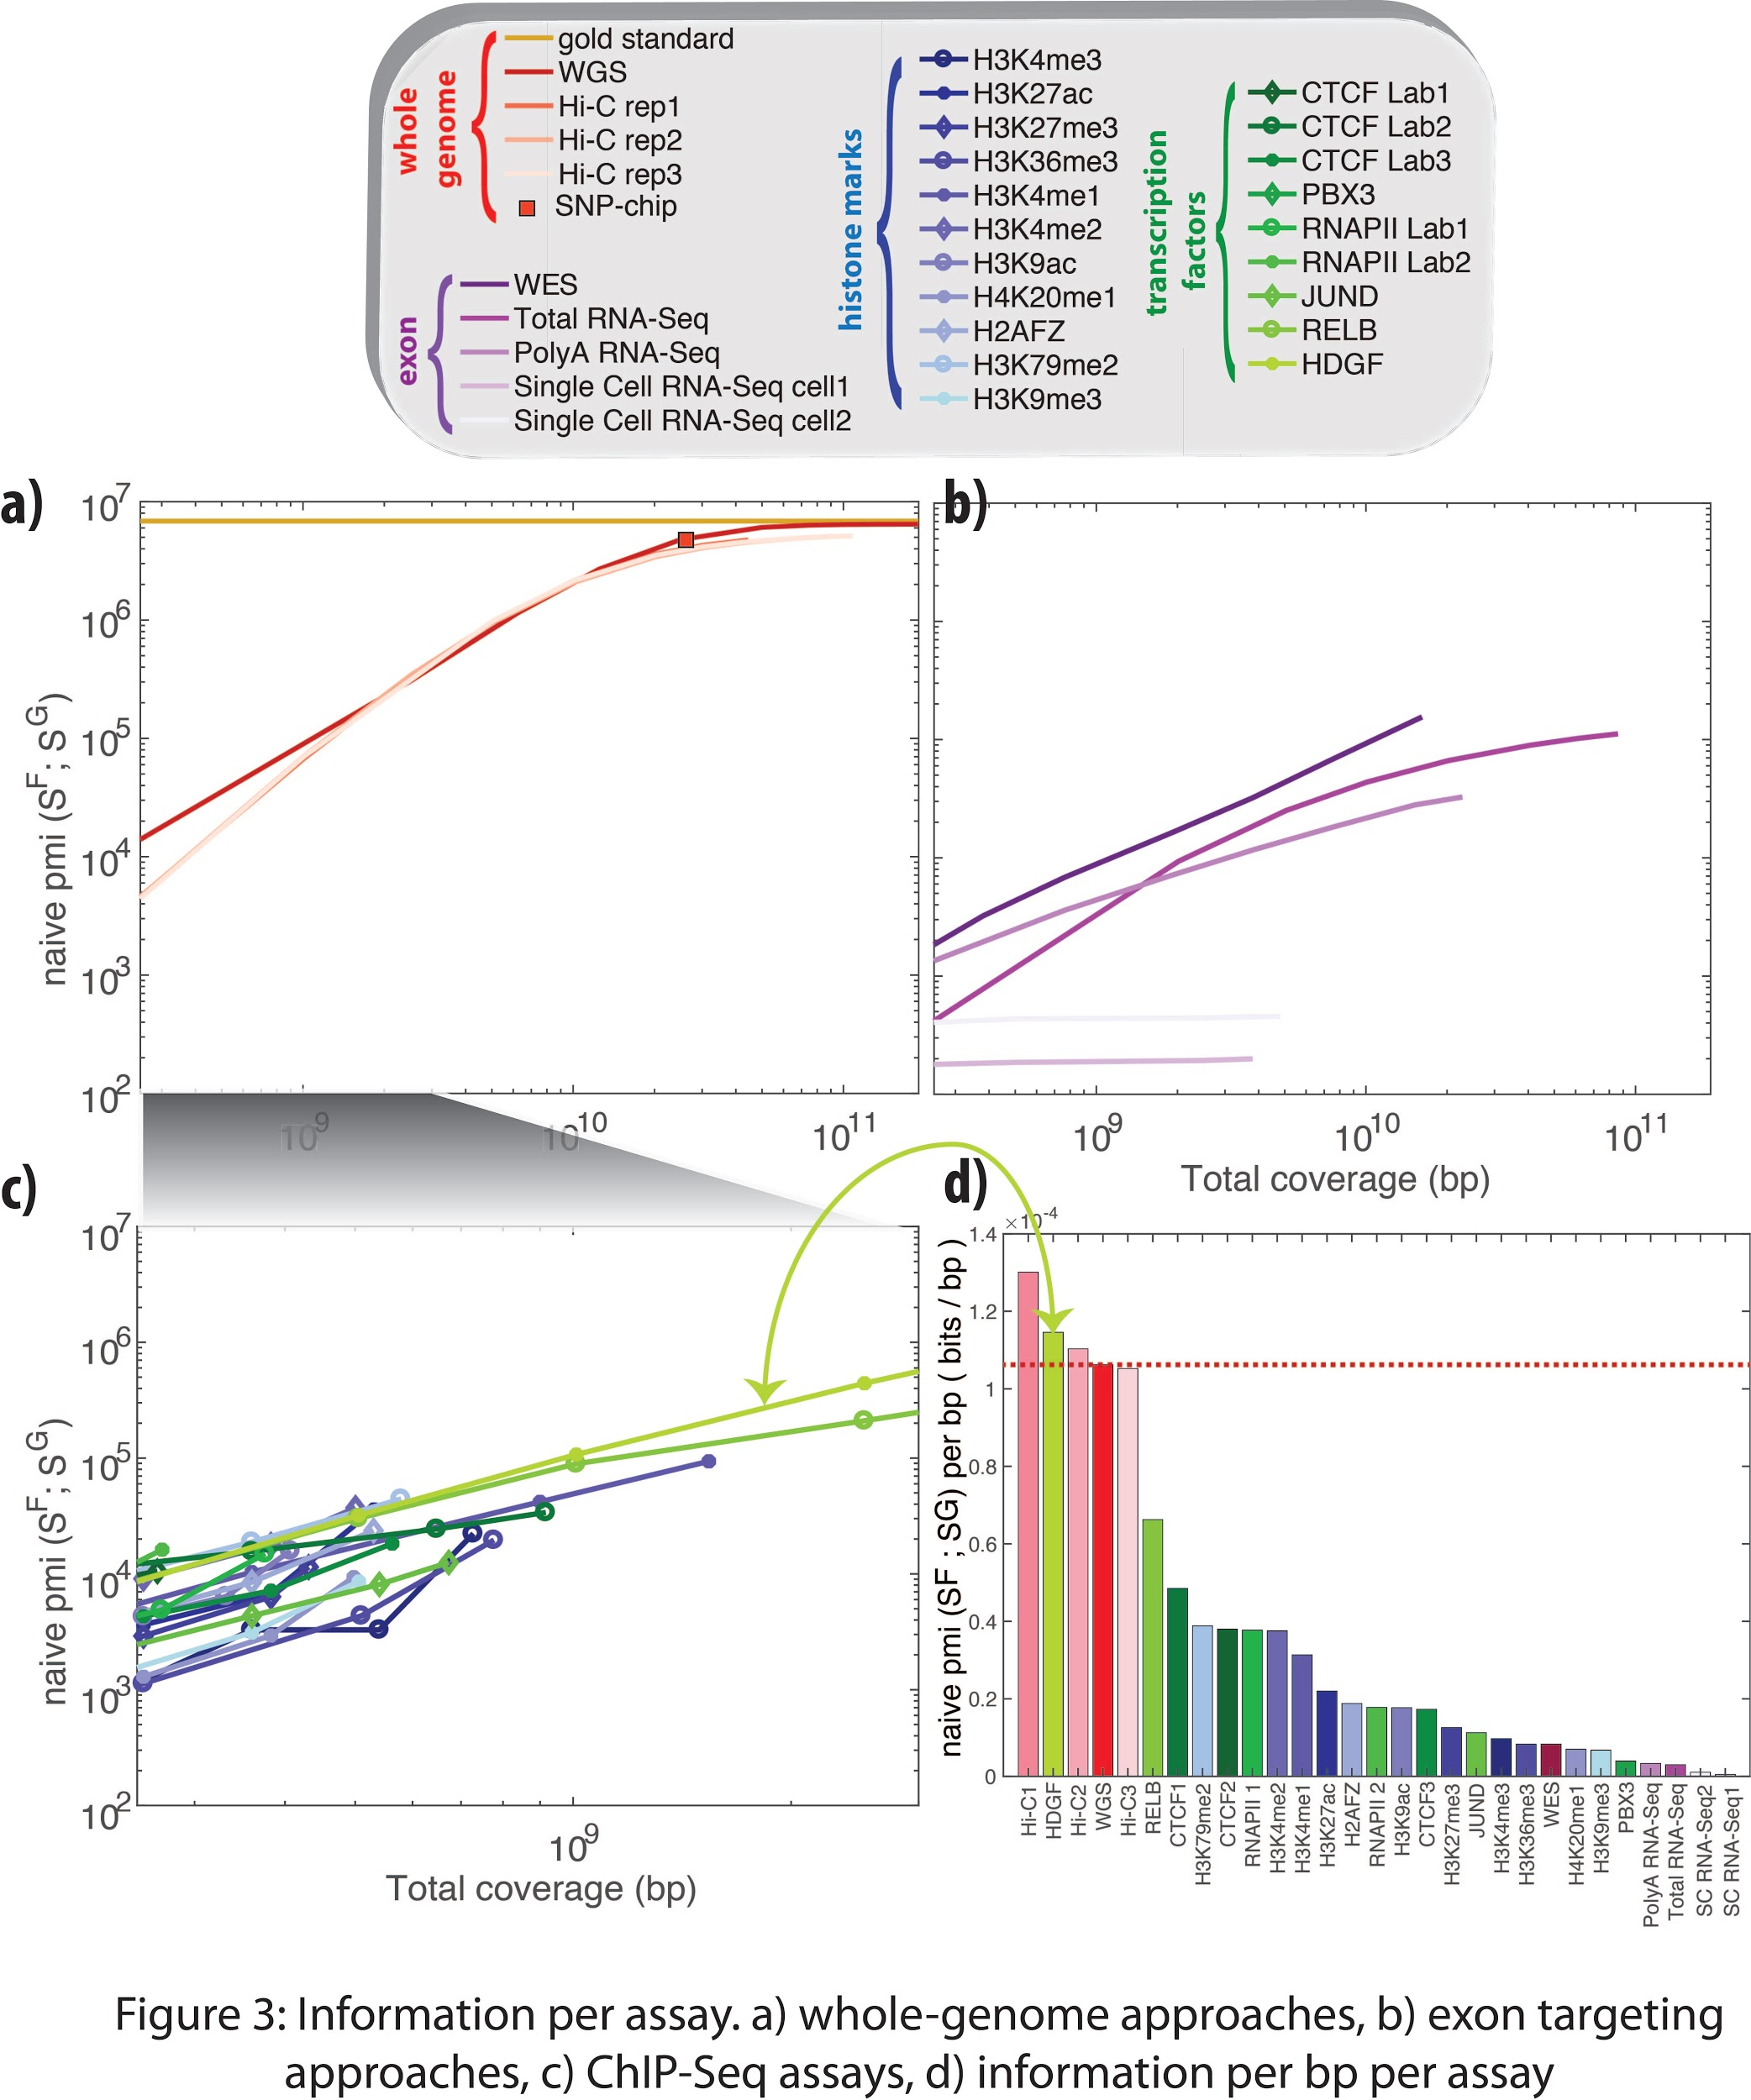 whole
genome
gold standard
WGS
Hi-C rep1
Hi-C rep2
Hi-C rep3
SNP-chip
exon
WES
Total RNA-Seq
PolyA RNA-Seq
Single Cell RNA-Seq cell1
Single Cell RNA-Seq cell2
histone marks
H3K4me3
H3K27ac
H3K27me3
H3K36me3
H3K4me1
H3K4me2
H3K9ac
H4K20me1
H2AFZ
H3K79me2
H3K9me3
transcription
factors
CTCF Lab1
CTCF Lab2
CTCF Lab3
PBX3
RNAPII Lab1
RNAPII Lab2
JUND
RELB
HDGF
a)
10^7
10^6
10^5
10^4
10^3
10^2
naive pmi (S^F; S^G)
10^9
10^10
10^11
b)
10^9
10^10
10^11
Total coverage (bp)
c)
10^7
10^6
10^5
10^4
10^3
10^2
naive pmi (S^F; S^G)
10^9
Total coverage (bp)
d)
×10^-4
1.4
1.2
1
0.8
0.6
0.4
0.2
0
naive pmi (SF ; SG) per bp ( bits / bp)
Hi-C1
HDGF
Hi-C2
WGS
Hi-C3
RELB
CTCF1
H3K79me2
CTCF2
RNAPII 1
H3K4me2
H3K4me1
H3K27ac
H2AFZ
RNAPII 2
H3K9ac
CTCF3
H3K27me3
JUND
H3K4me3
H3K36me3
WES
H4K20me1
H3K9me3
PBX3
PolyA RNA-Seq
Total RNA-Seq
SC RNA-Seq2
SC RNA-Seq1
Figure 3: Information per assay. a) whole-genome approaches, b) exon targeting
approaches, c) ChIP-Seq assays, d) information per bp per assay